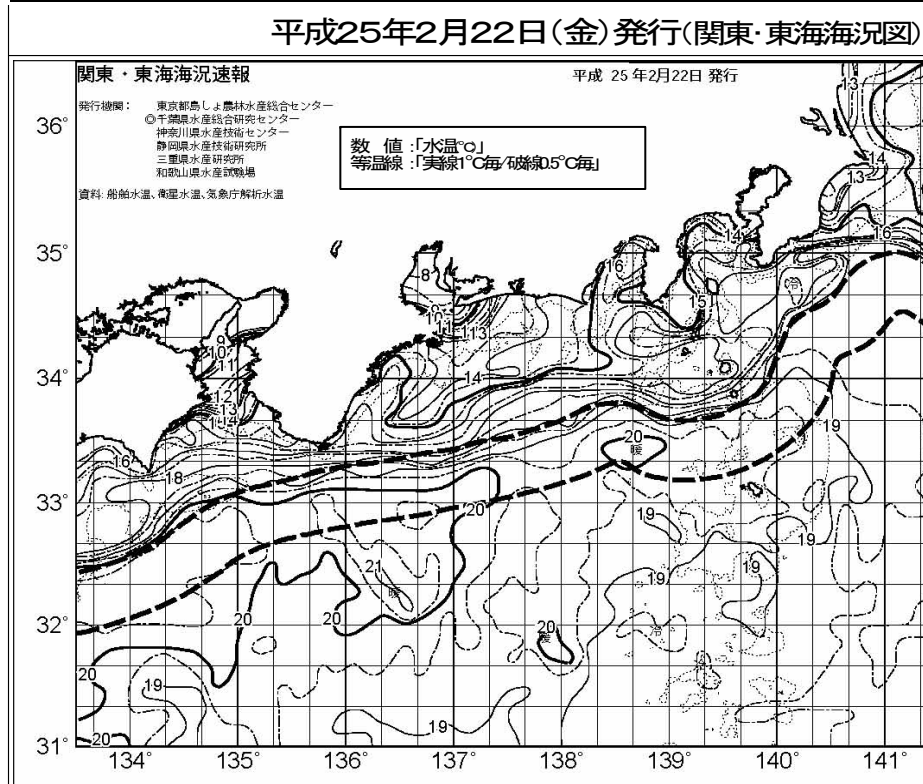 平成25年2月22日(金)発行(関東・東海海況図)
関東・東海海況速報
平成 25年2月22日 発行
発行機関: 東京都島しょ農林水産総合センター
◎千葉県水産総合研究センター
神奈川県水産技術センター
静岡県水産技術研究所
三重県水産研究所
和歌山県水産試験場
資料: 船舶水温、衛星水温、気象庁解析水温
数 値:「水温℃」
等温線:「実線1℃毎/破線0.5℃毎」
13
36°
14
13
35°
14
16
16
8
15
10
11
13
9
10
11
34°
14
12
13
14
19
20
暖
16
18
33°
20
19
19
21
19
暖
20
20
32°
20
暖
冷
20
19
19
20
31°
134° 135° 136° 137° 138° 139° 140° 141°